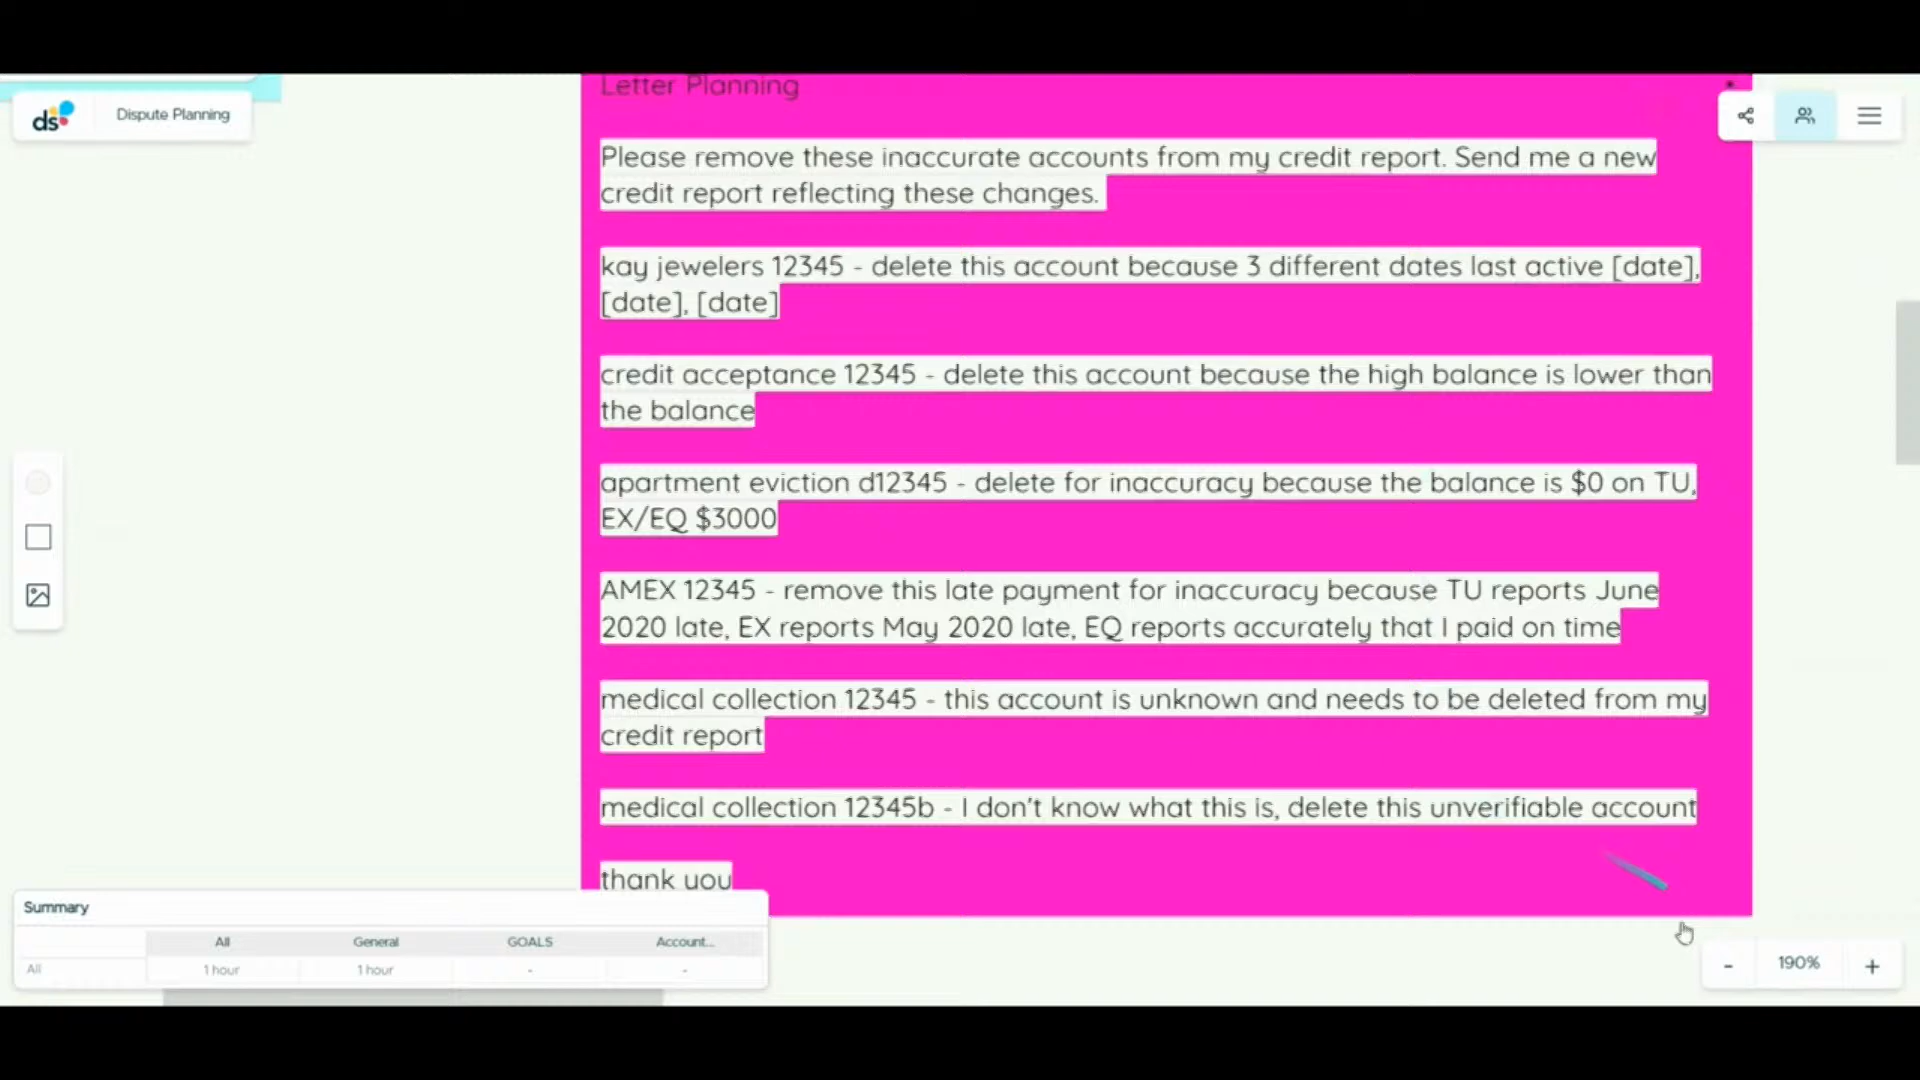 Letter Planning
ds
Dispute Planning
Please remove these inaccurate accounts from my credit report. Send me a new
credit report reflecting these changes.
kay jewelers 12345 - delete this account because 3 different dates last active [date],
[date], [date]
credit acceptance 12345 - delete this account because the high balance is lower than
the balance
apartment eviction d12345 - delete for inaccuracy because the balance is $0 on TU,
EX/EQ $3000
AMEX 12345 - remove this late payment for inaccuracy because TU reports June
2020 late, EX reports May 2020 late, EQ reports accurately that I paid on time
medical collection 12345 - this account is unknown and needs to be deleted from my
credit report
medical collection 12345b - I don't know what this is, delete this unverifiable account
thank you
Summary
All General GOALS Account...
All 1 hour 1 hour - -
- 190% +